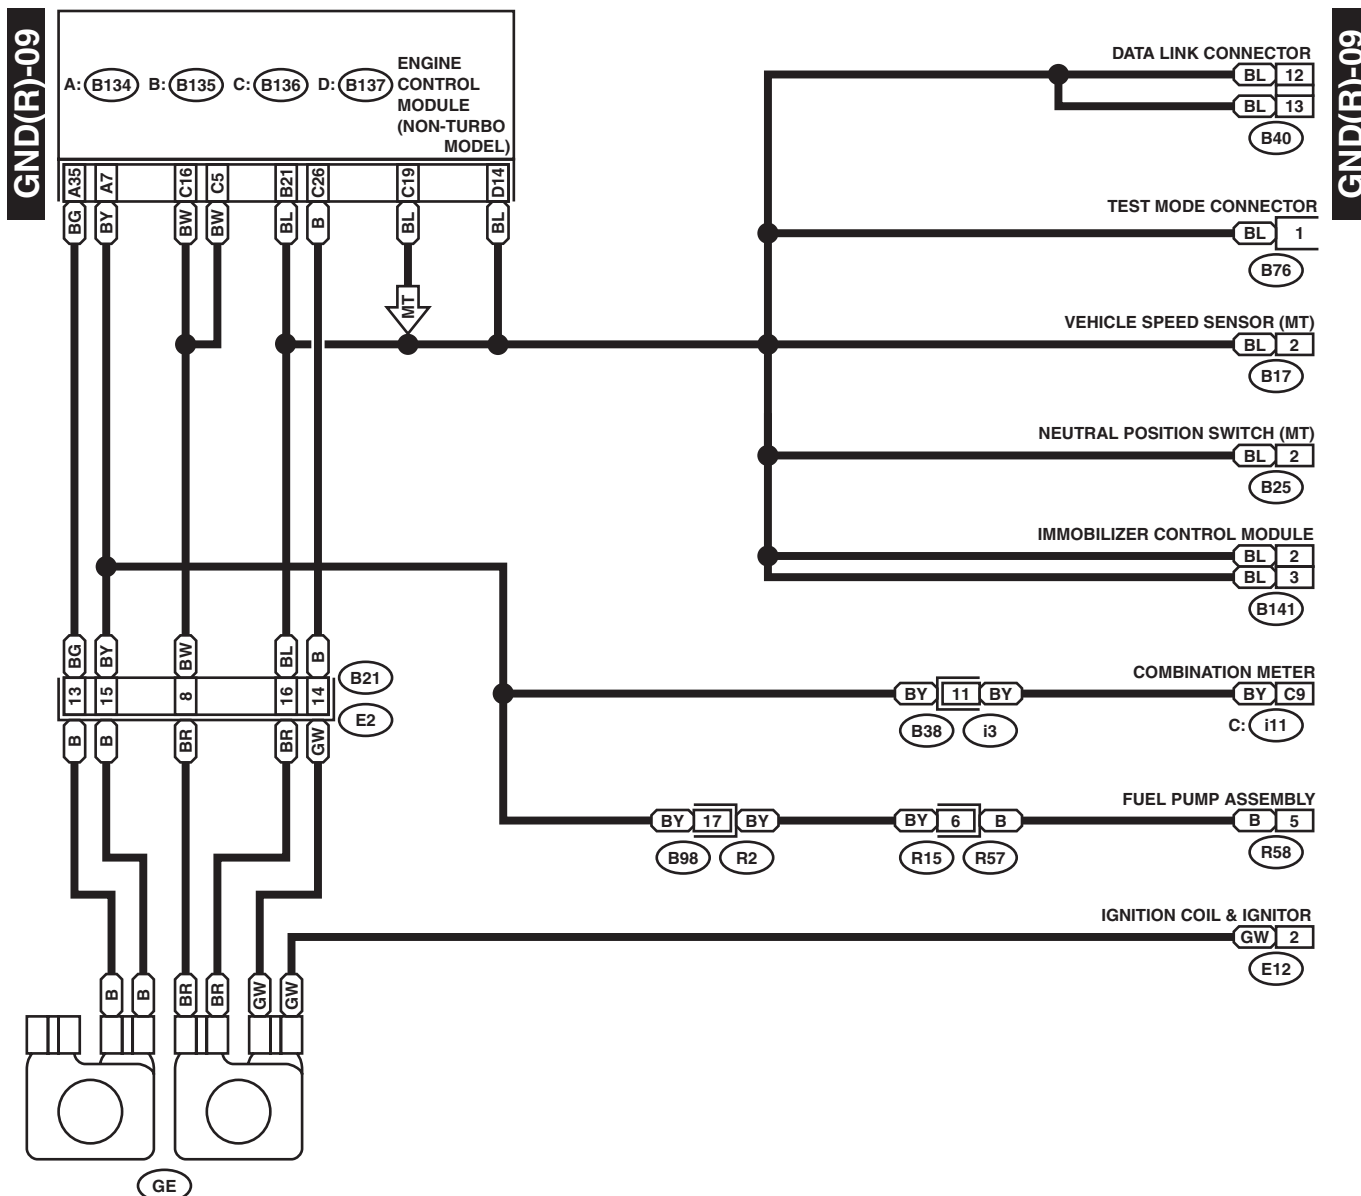 GND(R)-09
GND(R)-09
A: B134 B: B135 C: B136 D: B137
ENGINE
CONTROL
MODULE
(NON-TURBO
MODEL)
A35 A7 C16 C5 B21 C26 C19 D14
BG BY BW BW BL B BL BL
MT
DATA LINK CONNECTOR
BL 12
BL 13
B40
TEST MODE CONNECTOR
BL 1
B76
VEHICLE SPEED SENSOR (MT)
BL 2
B17
NEUTRAL POSITION SWITCH (MT)
BL 2
B25
IMMOBILIZER CONTROL MODULE
BL 2
BL 3
B141
BG BY BW BL B
13 15 8 16 14
B21
E2
B B BR BR GW
COMBINATION METER
BY 11 BY BY C9
B38 i3 C: i11
FUEL PUMP ASSEMBLY
BY 17 BY BY 6 B B 5
B98 R2 R15 R57 R58
IGNITION COIL & IGNITOR
GW 2
E12
B B BR BR GW GW
GE